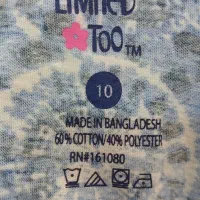 LIMITED
TOO™
10
MADE IN BANGLADESH
60% COTTON/40% POLYESTER
RN#161080